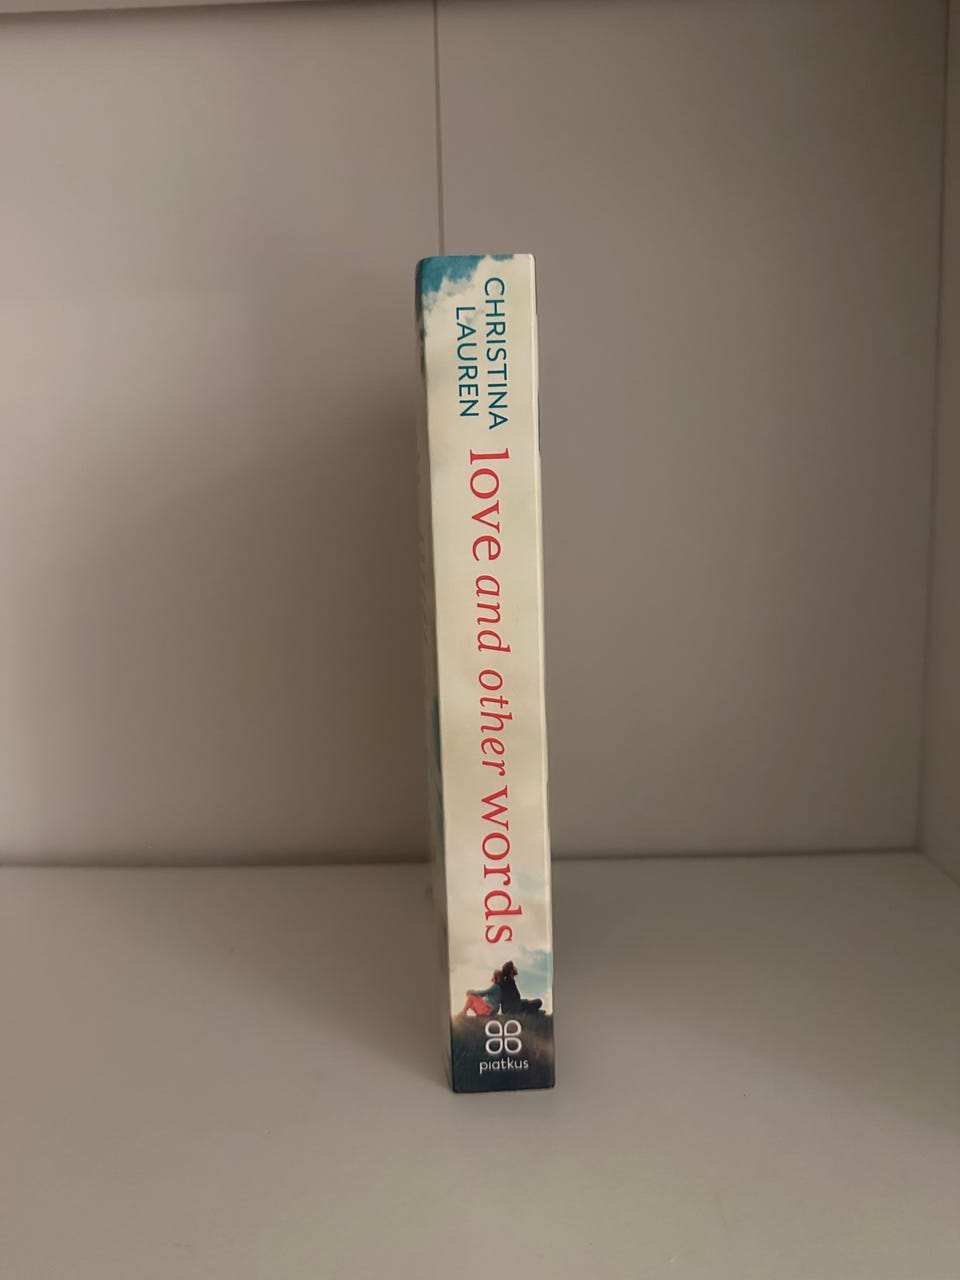 CHRISTINA
LAUREN
love and other words
piatkus